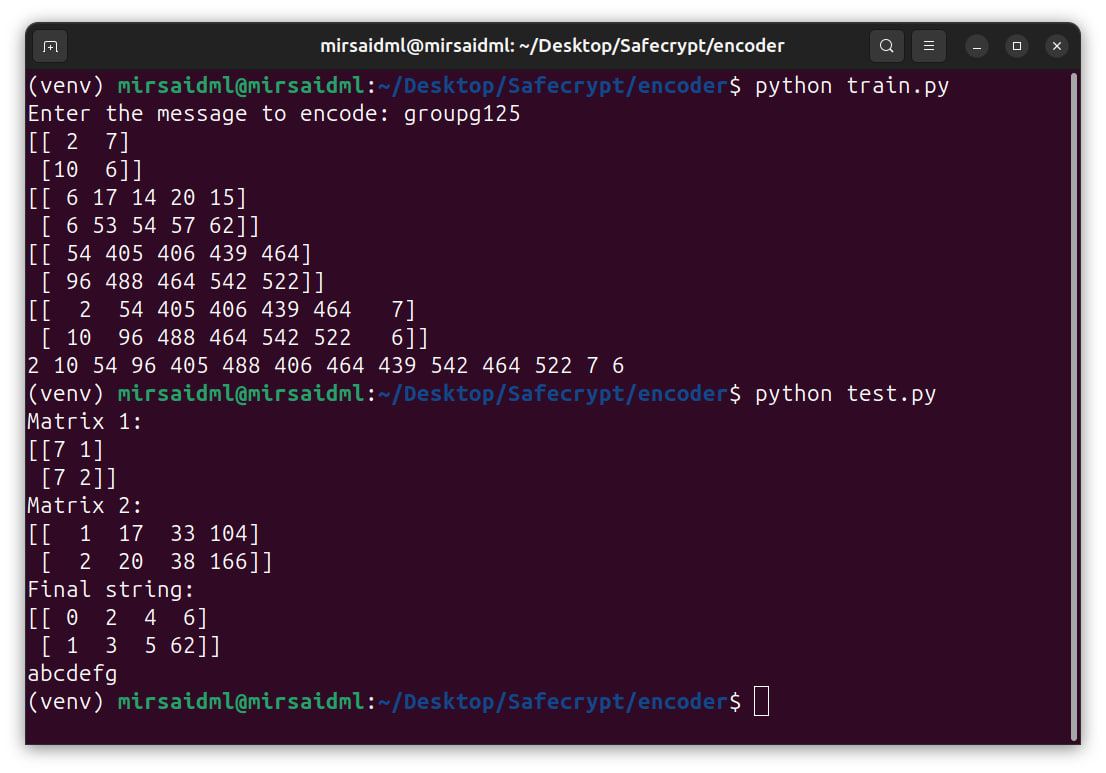 mirsaidml@mirsaidml: ~/Desktop/Safecrypt/encoder
(venv) mirsaidml@mirsaidml:~/Desktop/Safecrypt/encoder$ python train.py
Enter the message to encode: groupg125
[[ 2  7]
 [10  6]]
[[ 6 17 14 20 15]
 [ 6 53 54 57 62]]
[[ 54 405 406 439 464]
 [ 96 488 464 542 522]]
[[  2  54 405 406 439 464   7]
 [ 10  96 488 464 542 522   6]]
2 10 54 96 405 488 406 464 439 542 464 522 7 6
(venv) mirsaidml@mirsaidml:~/Desktop/Safecrypt/encoder$ python test.py
Matrix 1:
[[7 1]
 [7 2]]
Matrix 2:
[[  1  17  33 104]
 [  2  20  38 166]]
Final string:
[[ 0  2  4  6]
 [ 1  3  5 62]]
abcdefg
(venv) mirsaidml@mirsaidml:~/Desktop/Safecrypt/encoder$